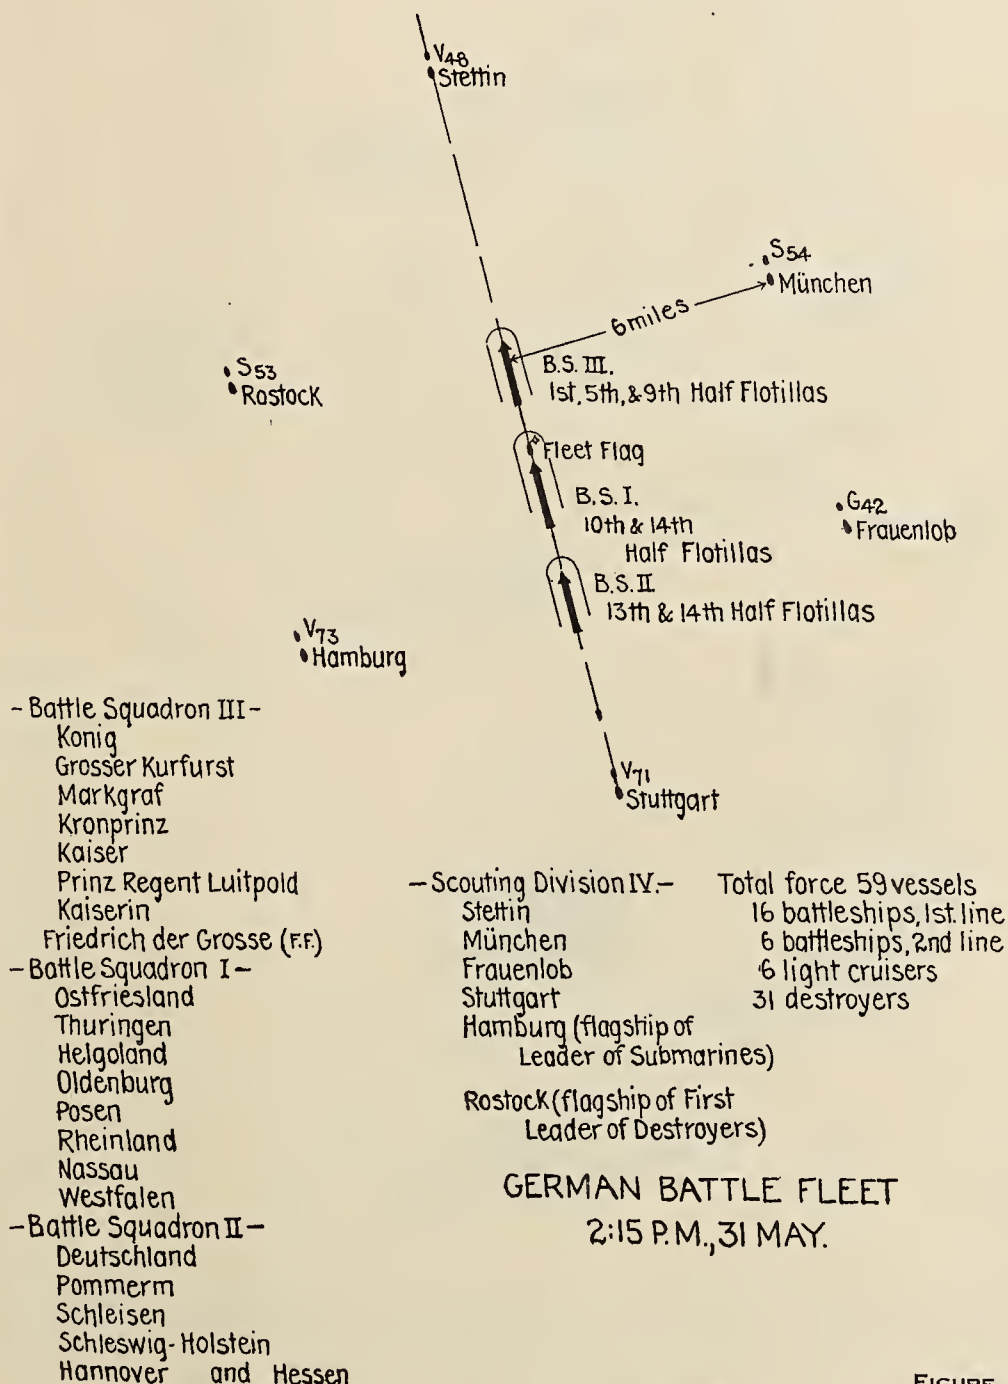 V48
Stettin
S54
München
6 miles
S53
Rostock
B.S. III.
1st, 5th, & 9th Half Flotillas
Fleet Flag
B.S. I.
10th & 14th
Half Flotillas
G42
Frauenlob
B.S. II
13th & 14th Half Flotillas
V73
Hamburg
V71
Stuttgart
- Battle Squadron III -
Konig
Grosser Kurfurst
Markgraf
Kronprinz
Kaiser
Prinz Regent Luitpold
Kaiserin
Friedrich der Grosse (F.F.)
- Battle Squadron I -
Ostfriesland
Thuringen
Helgoland
Oldenburg
Posen
Rheinland
Nassau
Westfalen
- Battle Squadron II -
Deutschland
Pommerm
Schleisen
Schleswig-Holstein
Hannover and Hessen
- Scouting Division IV. -
Stettin
München
Frauenlob
Stuttgart
Hamburg (flagship of
Leader of Submarines)
Rostock (flagship of First
Leader of Destroyers)
Total force 59 vessels
16 battleships, 1st. line
6 battleships, 2nd line
6 light cruisers
31 destroyers
GERMAN BATTLE FLEET
2:15 P.M., 31 MAY.
FIGURE